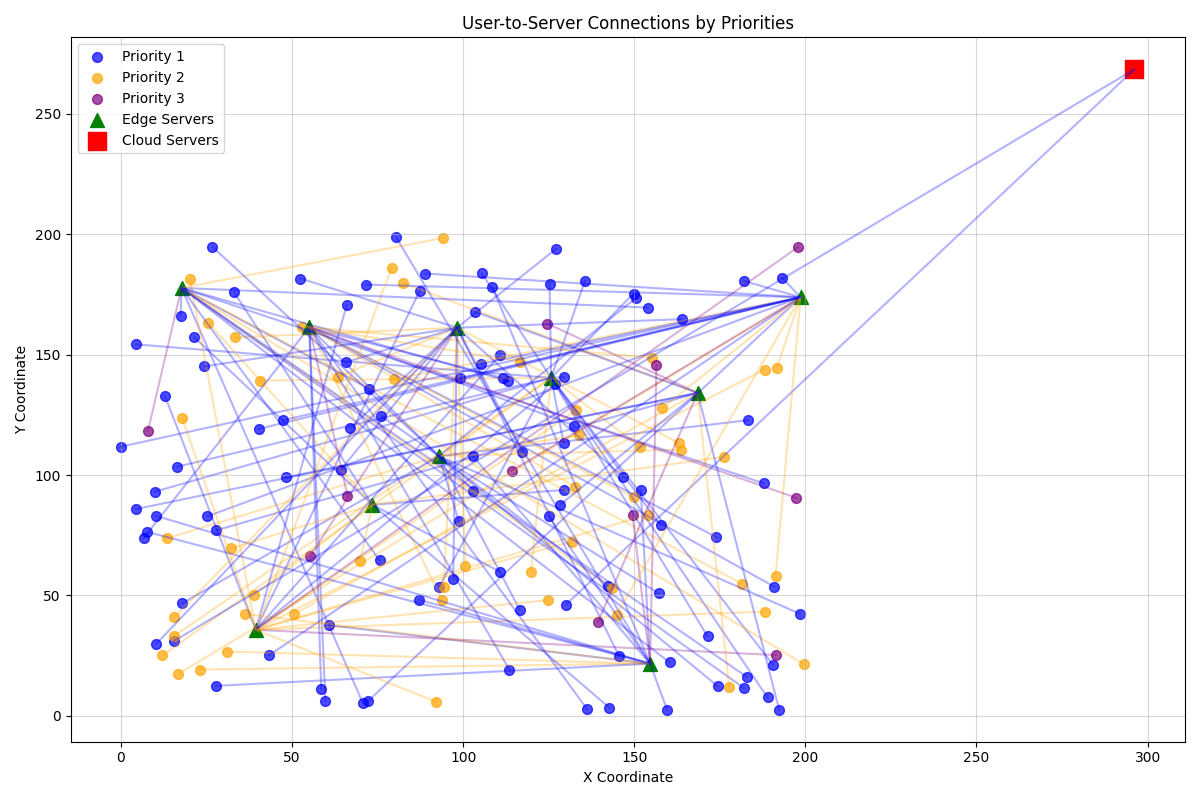 User-to-Server Connections by Priorities
Priority 1
Priority 2
Priority 3
Edge Servers
Cloud Servers
Y Coordinate
250
200
150
100
50
0
0 50 100 150 200 250 300
X Coordinate